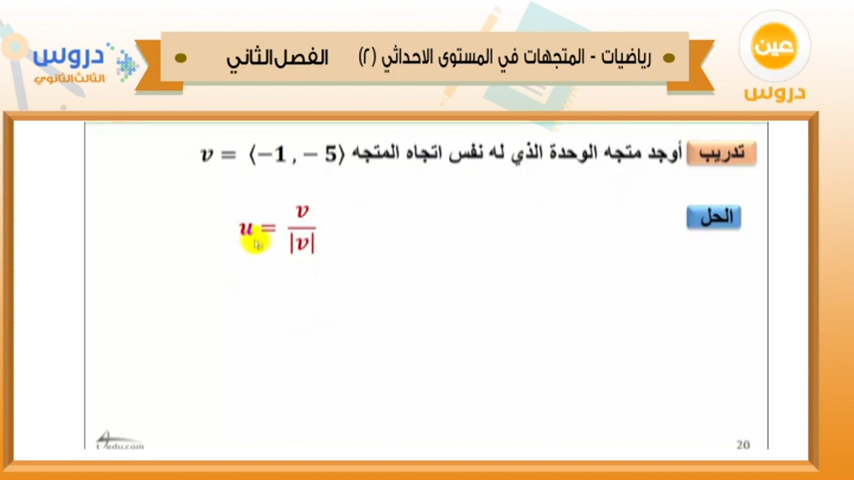 عين
دروس
رياضيات - المتجهات في المستوى الاحداثي (٢) الفصل الثاني
دروس
الثالث الثانوي
تدريب أوجد متجه الوحدة الذي له نفس اتجاه المتجه v = ⟨−1 , − 5⟩
الحل
u = v / |v|
20